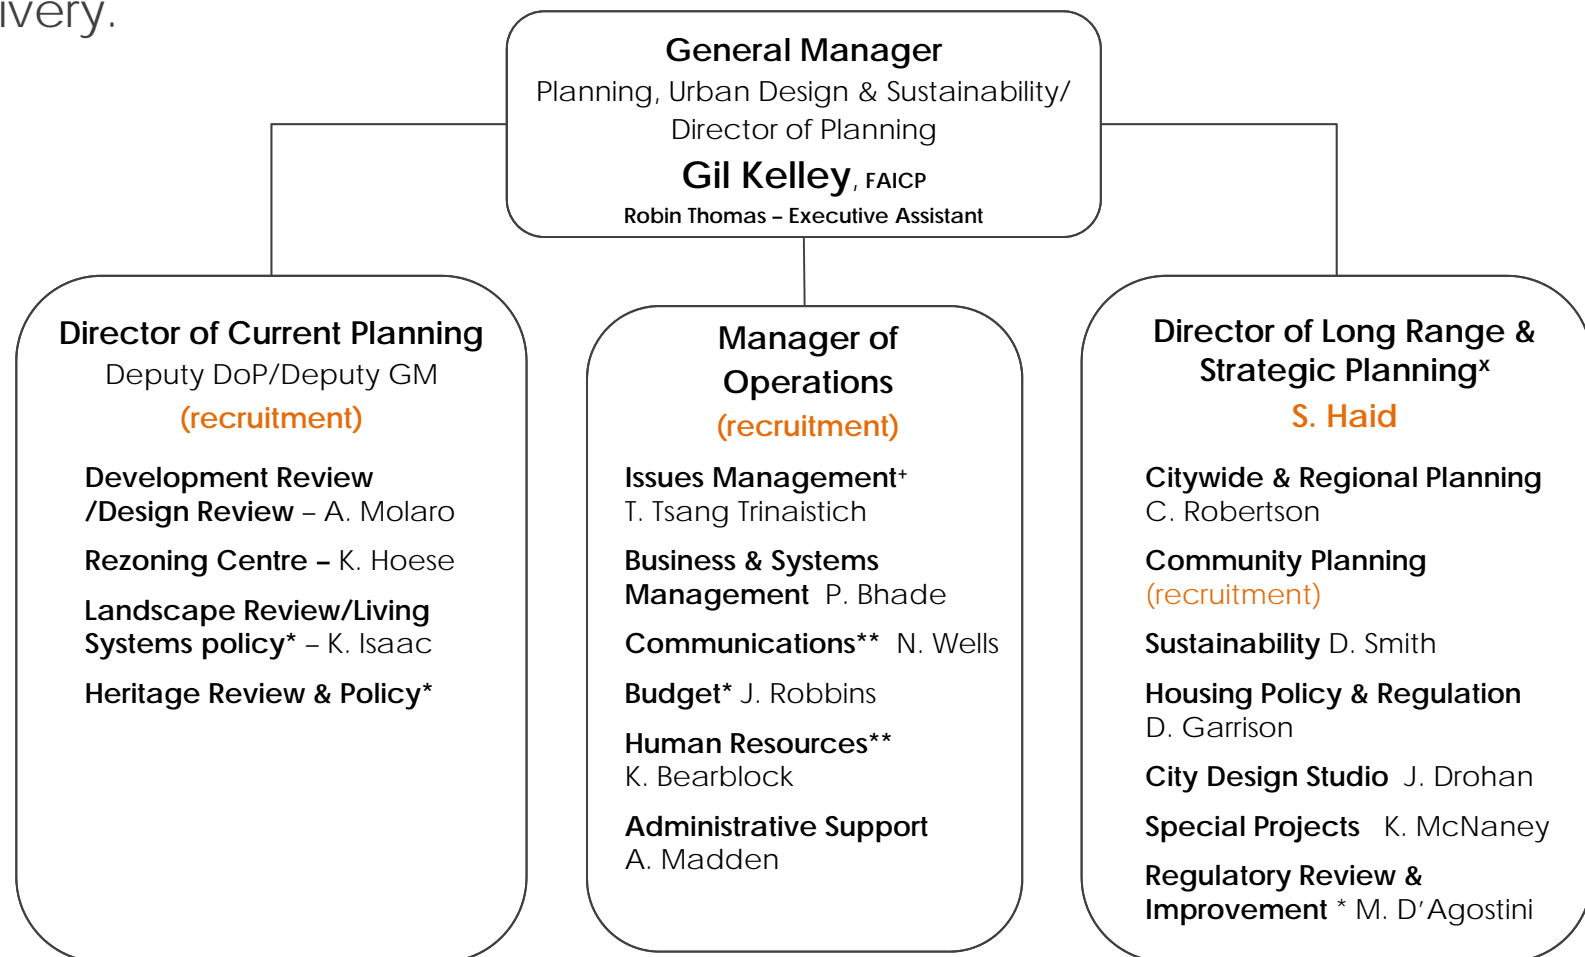 ivery.
General Manager
Planning, Urban Design & Sustainability/
Director of Planning
Gil Kelley, FAICP
Robin Thomas – Executive Assistant
Director of Current Planning
Deputy DoP/Deputy GM
(recruitment)
Development Review
/Design Review – A. Molaro
Rezoning Centre – K. Hoese
Landscape Review/Living
Systems policy* – K. Isaac
Heritage Review & Policy*
Manager of
Operations
(recruitment)
Issues Management⁺
T. Tsang Trinaistich
Business & Systems
Management P. Bhade
Communications** N. Wells
Budget* J. Robbins
Human Resources**
K. Bearblock
Administrative Support
A. Madden
Director of Long Range &
Strategic Planningˣ
S. Haid
Citywide & Regional Planning
C. Robertson
Community Planning
(recruitment)
Sustainability D. Smith
Housing Policy & Regulation
D. Garrison
City Design Studio J. Drohan
Special Projects K. McNaney
Regulatory Review &
Improvement * M. D’Agostini